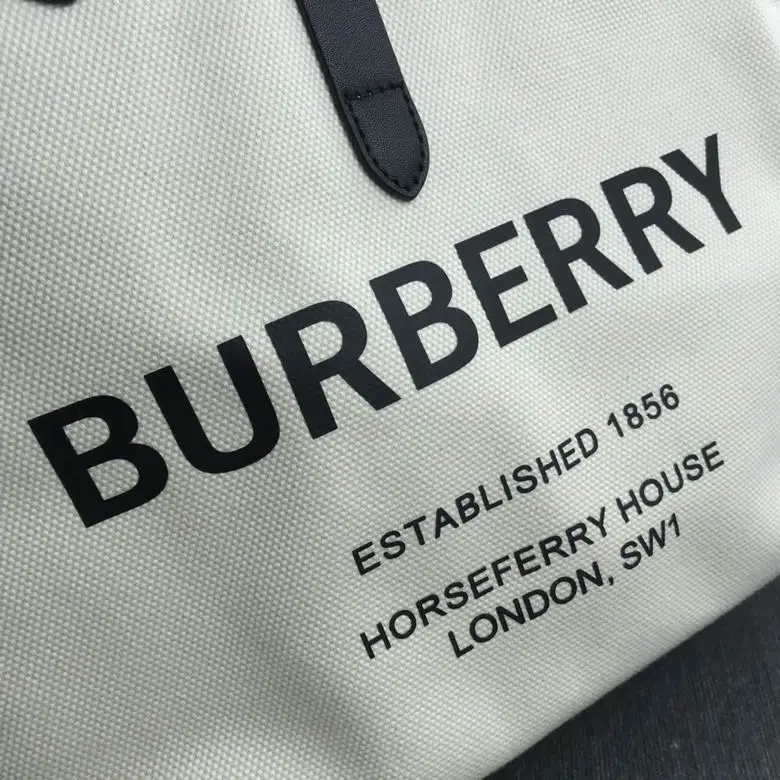 BURBERRY
ESTABLISHED 1856
HORSEFERRY HOUSE
LONDON, SW1